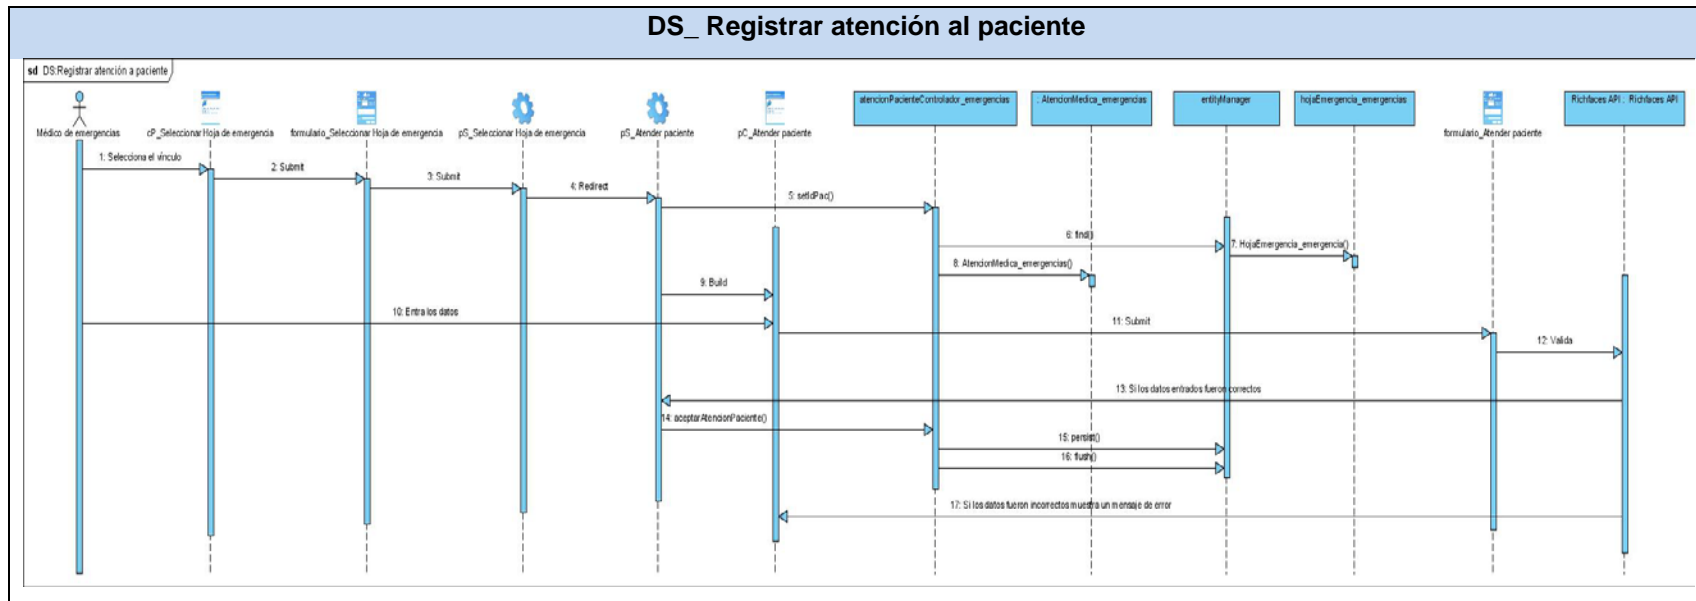 DS_ Registrar atención al paciente
sd DS:Registrar atención a paciente
Médico de emergencias
cP_Seleccionar Hoja de emergencia
formulario_Seleccionar Hoja de emergencia
pS_Seleccionar Hoja de emergencia
pS_Atender paciente
pC_Atender paciente
atencionPacienteControlador_emergencias
: AtencionMedica_emergencias
entityManager
hojaEmergencia_emergencias
formulario_Atender paciente
Richfaces API : Richfaces API
1: Selecciona el vínculo
2: Submit
3: Submit
4: Redirect
5: setIdPac()
6: find()
7: HojaEmergencia_emergencia()
8: AtencionMedica_emergencias()
9: Build
10: Entra los datos
11: Submit
12: Valida
13: Si los datos entrados fueron correctos
14: aceptarAtencionPaciente()
15: persist()
16: flush()
17: Si los datos fueron incorrectos muestra un mensaje de error